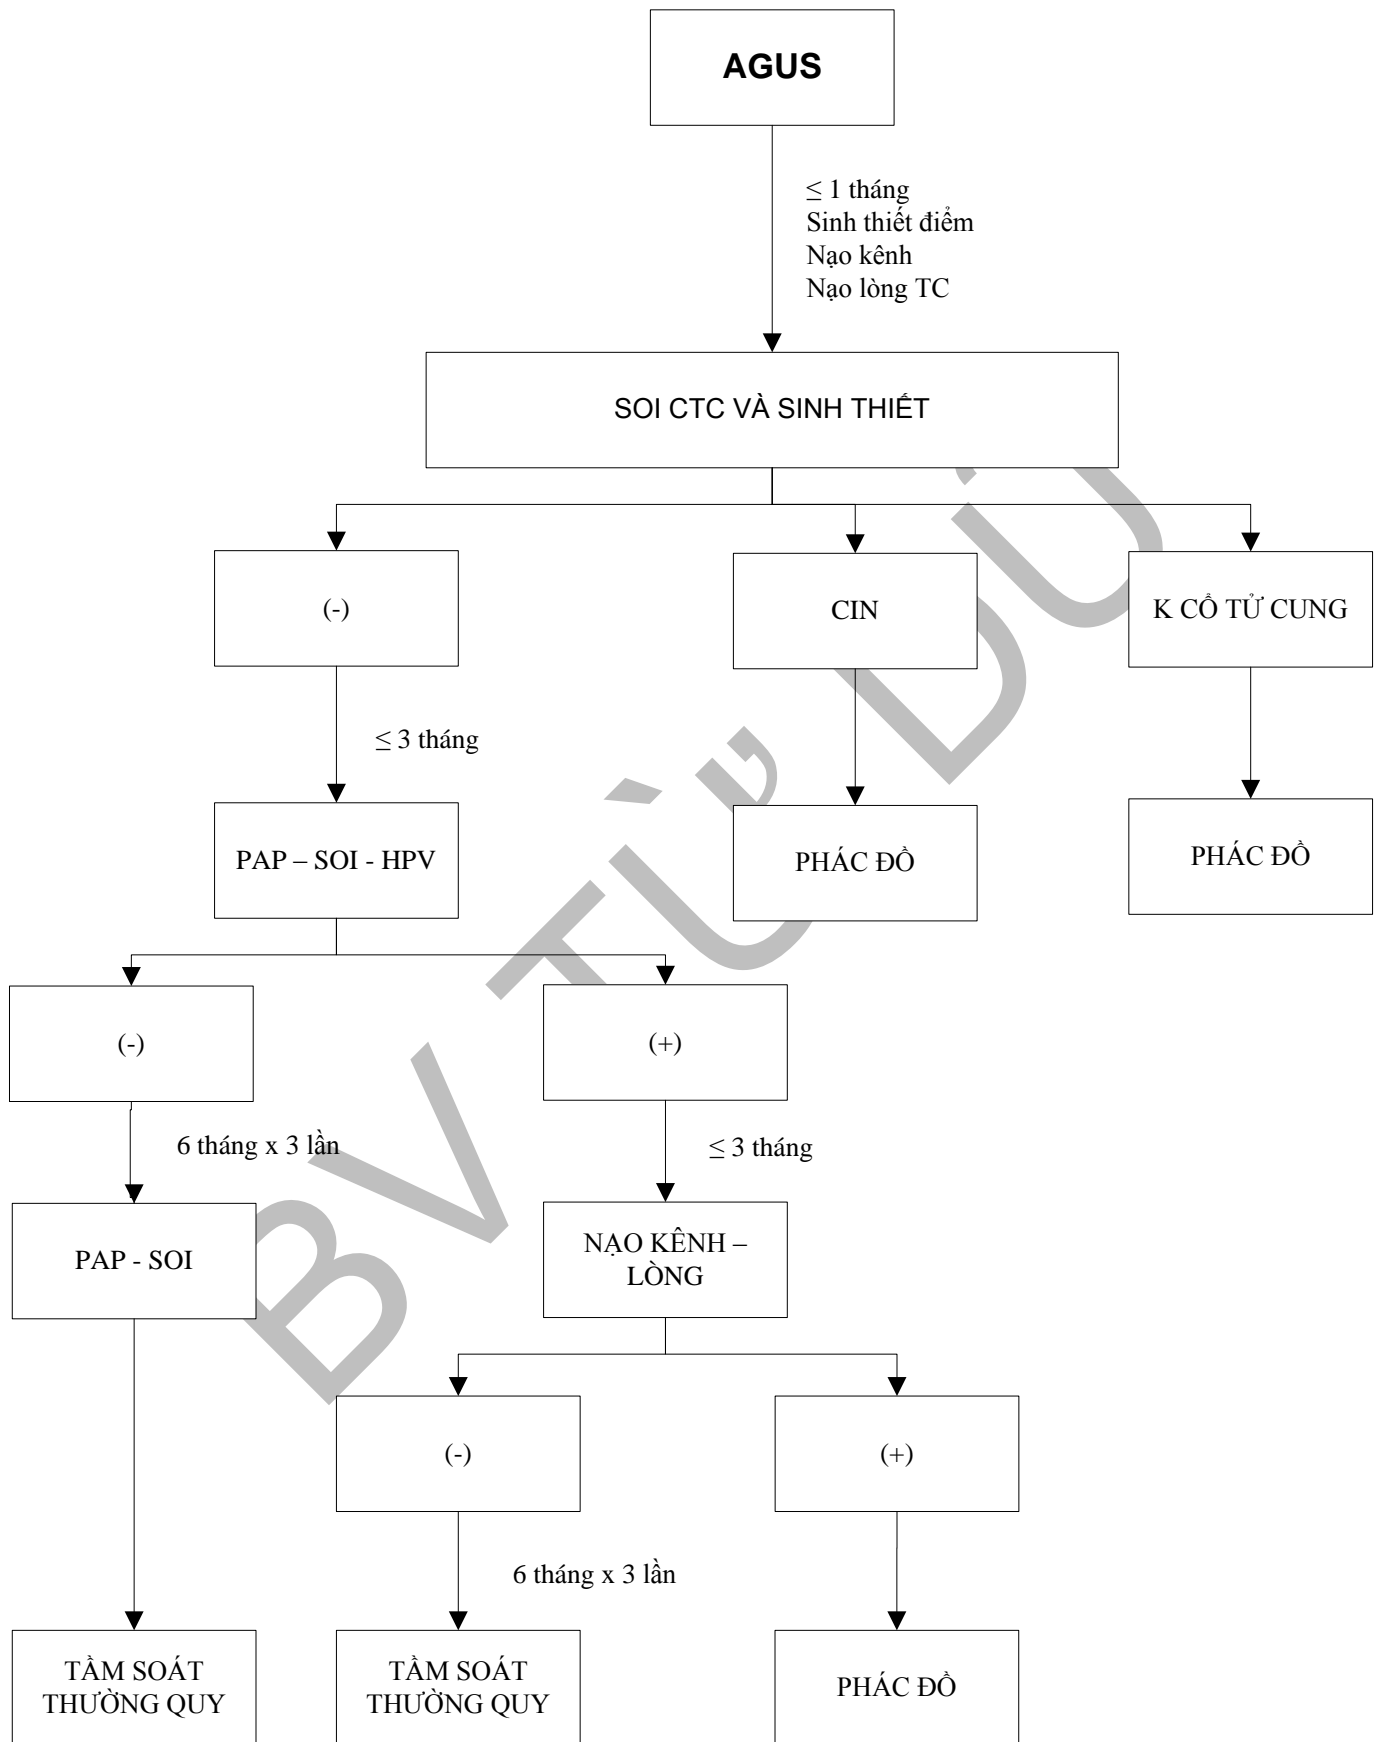 AGUS
≤ 1 tháng
Sinh thiết điểm
Nạo kênh
Nạo lòng TC
SOI CTC VÀ SINH THIẾT
(-)
CIN
K CỔ TỬ CUNG
≤ 3 tháng
PAP – SOI - HPV
PHÁC ĐỒ
PHÁC ĐỒ
(-)
(+)
6 tháng x 3 lần
≤ 3 tháng
PAP - SOI
NẠO KÊNH –
LÒNG
(-)
(+)
6 tháng x 3 lần
TẦM SOÁT
THƯỜNG QUY
TẦM SOÁT
THƯỜNG QUY
PHÁC ĐỒ
BV TỪ DŨ